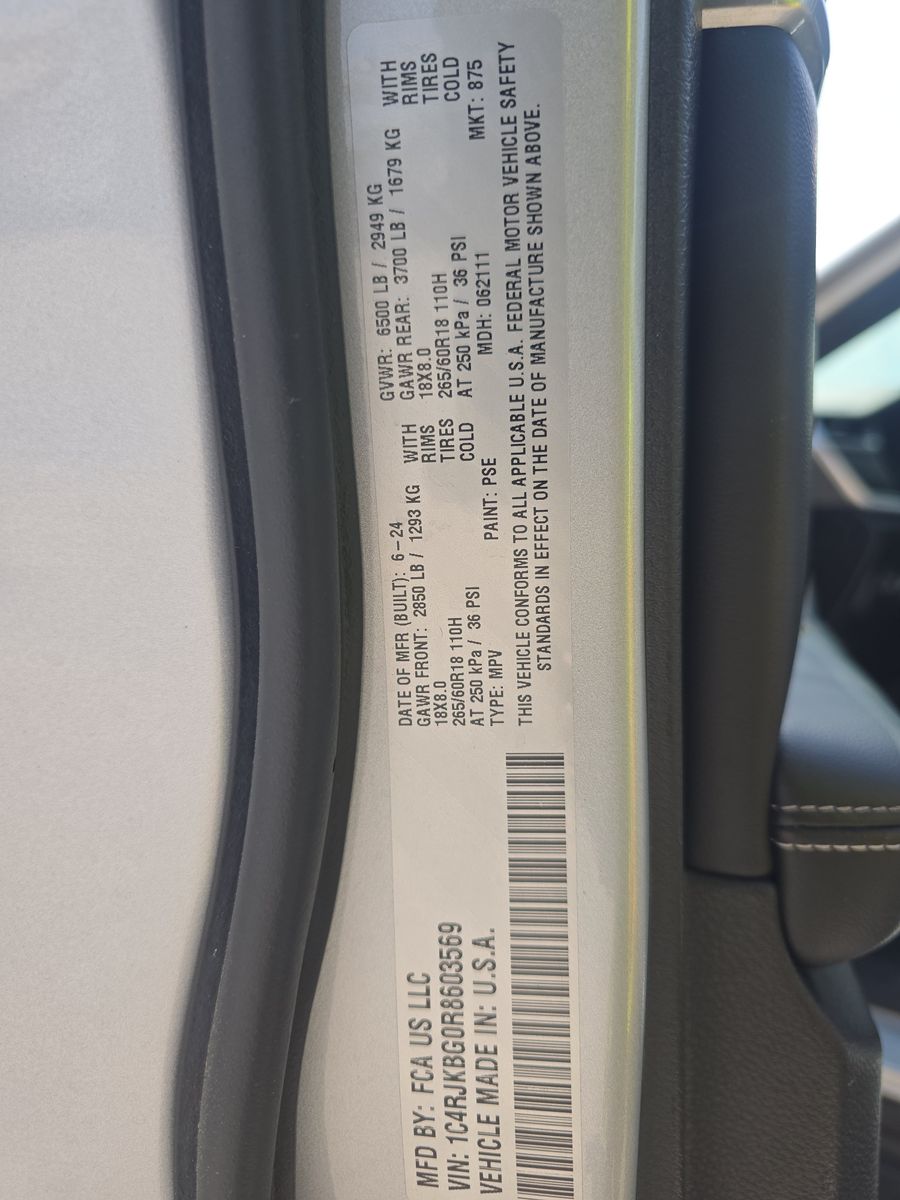 MFD BY: FCA US LLC
VIN: 1C4RJKBG0R8603569
VEHICLE MADE IN: U.S.A.
DATE OF MFR (BUILT): 6-24
GVWR: 6500 LB / 2949 KG
GAWR FRONT: 2850 LB / 1293 KG WITH
18X8.0 RIMS
265/60R18 110H TIRES
AT 250 kPa / 36 PSI COLD
GAWR REAR: 3700 LB / 1679 KG WITH
18X8.0 RIMS
265/60R18 110H TIRES
AT 250 kPa / 36 PSI COLD
TYPE: MPV PAINT: PSE MDH: 062111 MKT: 875
THIS VEHICLE CONFORMS TO ALL APPLICABLE U.S.A. FEDERAL MOTOR VEHICLE SAFETY
STANDARDS IN EFFECT ON THE DATE OF MANUFACTURE SHOWN ABOVE.